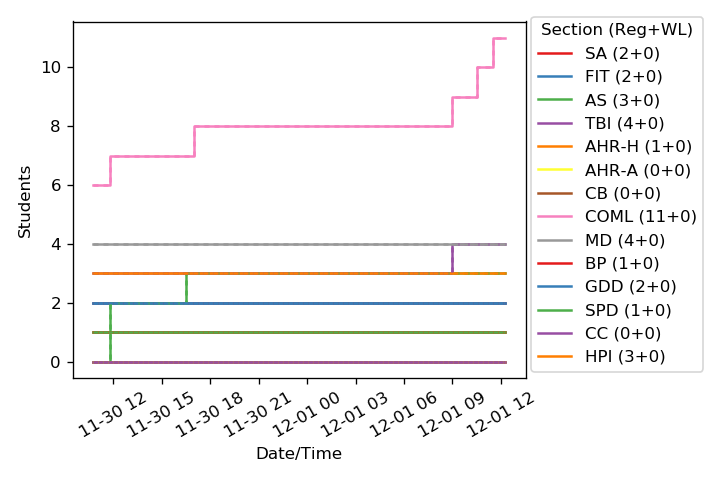 Section (Reg+WL)
SA (2+0)
FIT (2+0)
AS (3+0)
TBI (4+0)
AHR-H (1+0)
AHR-A (0+0)
CB (0+0)
COML (11+0)
MD (4+0)
BP (1+0)
GDD (2+0)
SPD (1+0)
CC (0+0)
HPI (3+0)
Students
10
8
6
4
2
0
11-30 12
11-30 15
11-30 18
11-30 21
12-01 00
12-01 03
12-01 06
12-01 09
12-01 12
Date/Time